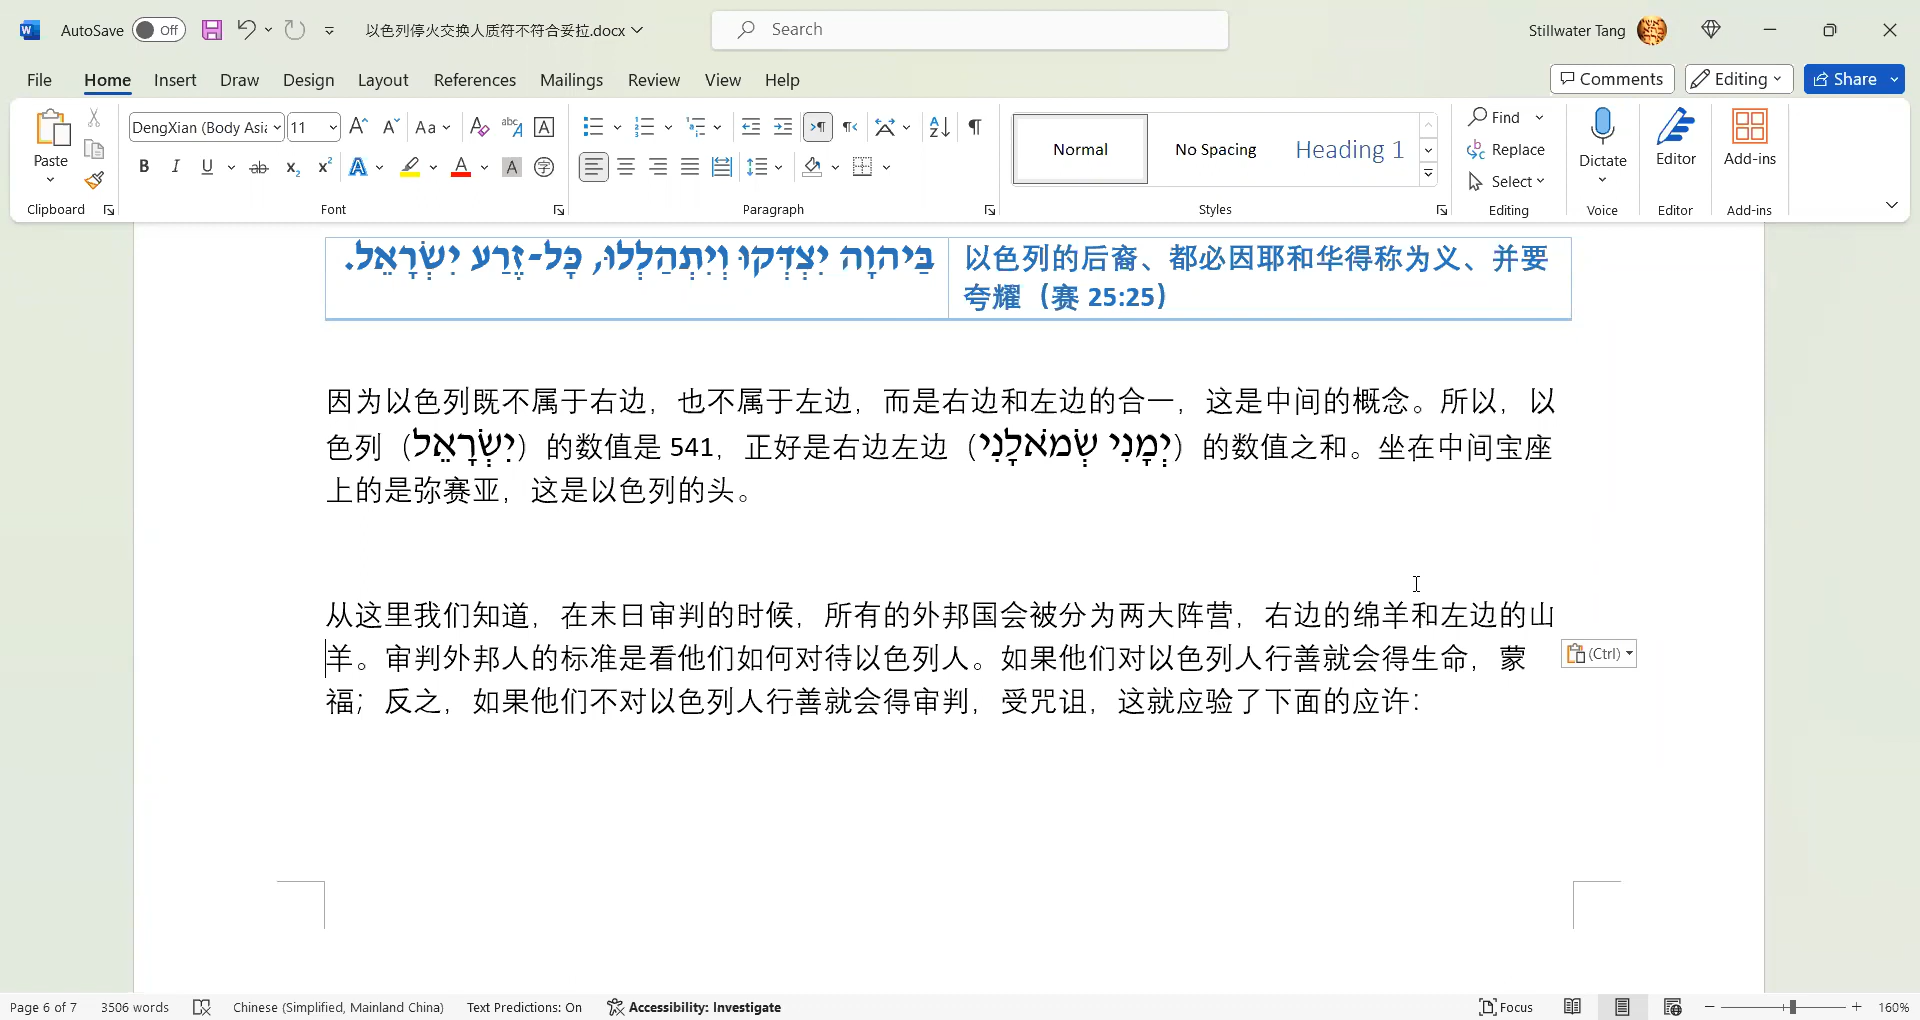 AutoSave Off 以色列停火交换人质符不符合妥拉.docx Search Stillwater Tang
File Home Insert Draw Design Layout References Mailings Review View Help Comments Editing Share
Paste DengXian (Body Asia 11 Aa Normal No Spacing Heading 1 Find Replace Select Dictate Editor Add-ins
Clipboard Font Paragraph Styles Editing Voice Editor Add-ins
בַּיהוָה יִצְדְּקוּ וְיִתְהַלְלוּ, כָּל-זֶרַע יִשְׂרָאֵל.
以色列的后裔、都必因耶和华得称为义、并要
夸耀（赛 25:25）
因为以色列既不属于右边，也不属于左边，而是右边和左边的合一，这是中间的概念。所以，以
色列（יִשְׂרָאֵל）的数值是 541，正好是右边左边（יְמָנִי שְׂמֹאלָנִי）的数值之和。坐在中间宝座
上的是弥赛亚，这是以色列的头。
从这里我们知道，在末日审判的时候，所有的外邦国会被分为两大阵营，右边的绵羊和左边的山
羊。审判外邦人的标准是看他们如何对待以色列人。如果他们对以色列人行善就会得生命，蒙
福；反之，如果他们不对以色列人行善就会得审判，受咒诅，这就应验了下面的应许：
(Ctrl)
Page 6 of 7 3506 words Chinese (Simplified, Mainland China) Text Predictions: On Accessibility: Investigate Focus 160%